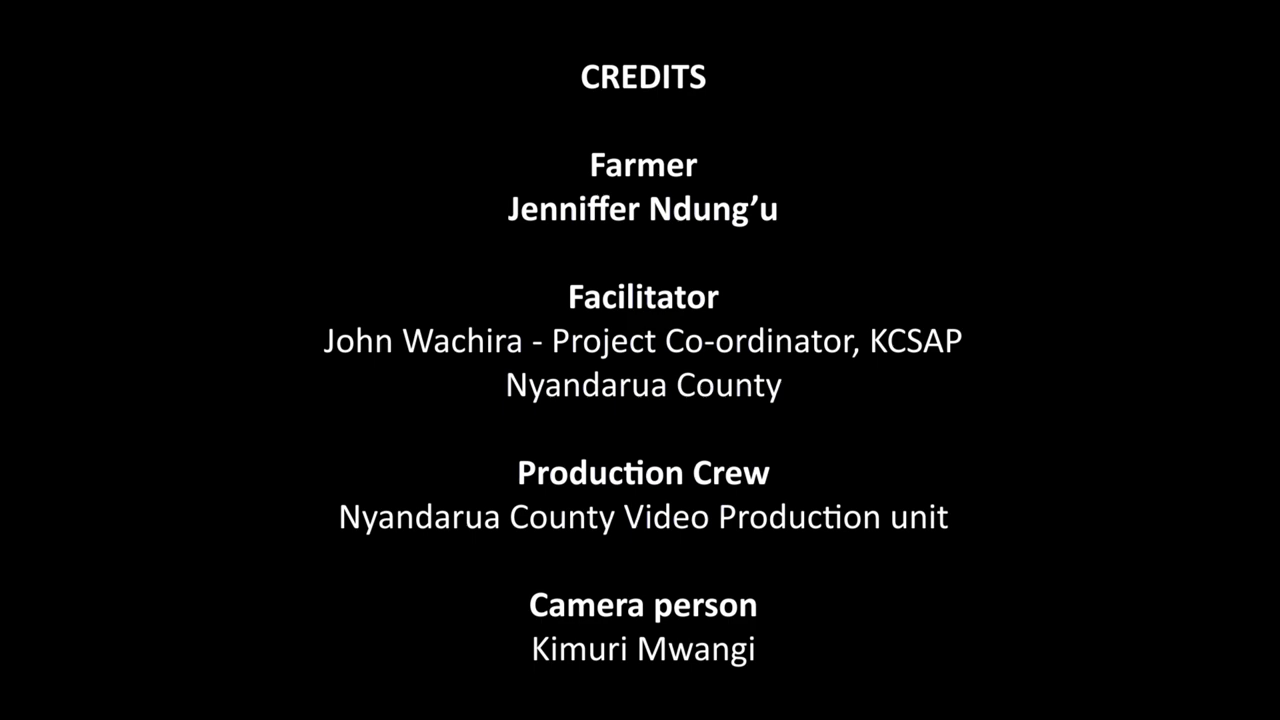 CREDITS
Farmer
Jenniffer Ndung’u
Facilitator
John Wachira - Project Co-ordinator, KCSAP
Nyandarua County
Production Crew
Nyandarua County Video Production unit
Camera person
Kimuri Mwangi